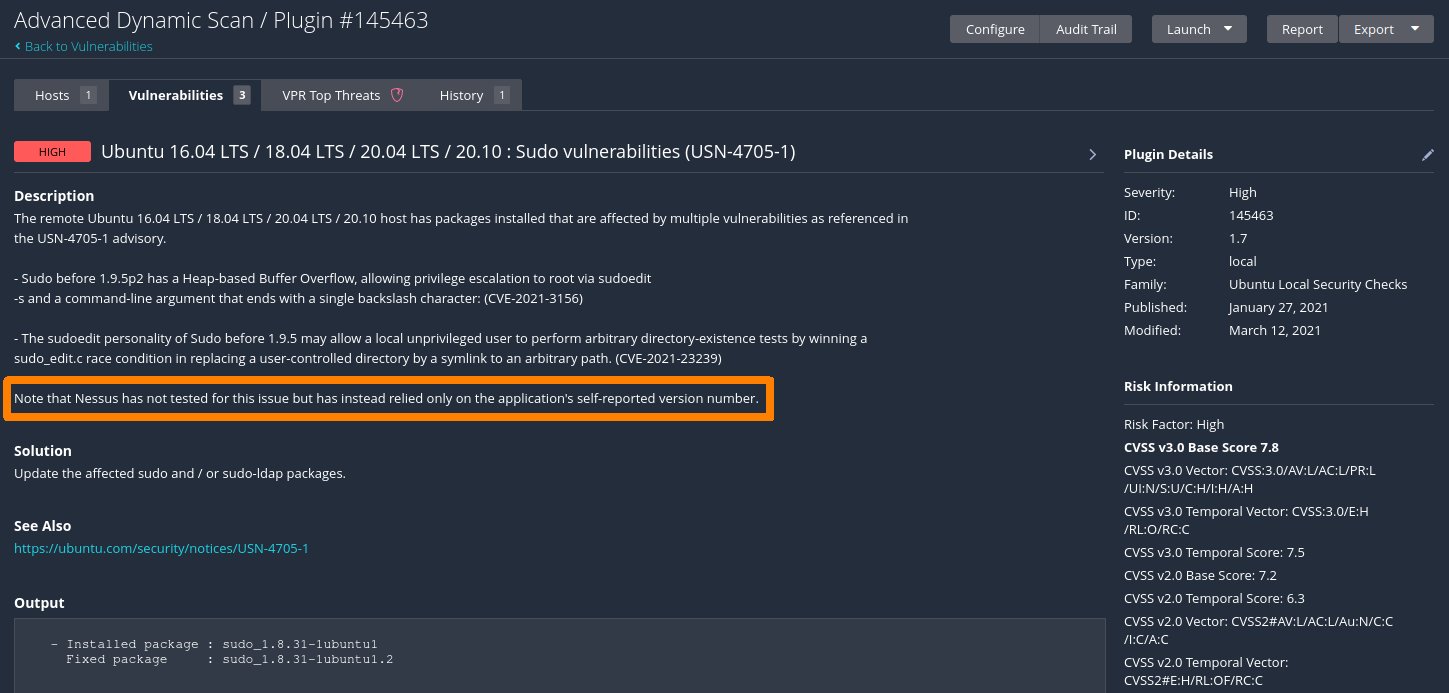 Advanced Dynamic Scan / Plugin #145463
Back to Vulnerabilities
Configure Audit Trail Launch Report Export
Hosts 1 Vulnerabilities 3 VPR Top Threats History 1
HIGH Ubuntu 16.04 LTS / 18.04 LTS / 20.04 LTS / 20.10 : Sudo vulnerabilities (USN-4705-1)
Description
The remote Ubuntu 16.04 LTS / 18.04 LTS / 20.04 LTS / 20.10 host has packages installed that are affected by multiple vulnerabilities as referenced in
the USN-4705-1 advisory.
- Sudo before 1.9.5p2 has a Heap-based Buffer Overflow, allowing privilege escalation to root via sudoedit
-s and a command-line argument that ends with a single backslash character: (CVE-2021-3156)
- The sudoedit personality of Sudo before 1.9.5 may allow a local unprivileged user to perform arbitrary directory-existence tests by winning a
sudo_edit.c race condition in replacing a user-controlled directory by a symlink to an arbitrary path. (CVE-2021-23239)
Note that Nessus has not tested for this issue but has instead relied only on the application's self-reported version number.
Solution
Update the affected sudo and / or sudo-ldap packages.
See Also
https://ubuntu.com/security/notices/USN-4705-1
Output
- Installed package : sudo_1.8.31-1ubuntu1
Fixed package : sudo_1.8.31-1ubuntu1.2
Plugin Details
Severity: High
ID: 145463
Version: 1.7
Type: local
Family: Ubuntu Local Security Checks
Published: January 27, 2021
Modified: March 12, 2021
Risk Information
Risk Factor: High
CVSS v3.0 Base Score 7.8
CVSS v3.0 Vector: CVSS:3.0/AV:L/AC:L/PR:L
/UI:N/S:U/C:H/I:H/A:H
CVSS v3.0 Temporal Vector: CVSS:3.0/E:H
/RL:O/RC:C
CVSS v3.0 Temporal Score: 7.5
CVSS v2.0 Base Score: 7.2
CVSS v2.0 Temporal Score: 6.3
CVSS v2.0 Vector: CVSS2#AV:L/AC:L/Au:N/C:C
/I:C/A:C
CVSS v2.0 Temporal Vector:
CVSS2#E:H/RL:OF/RC:C